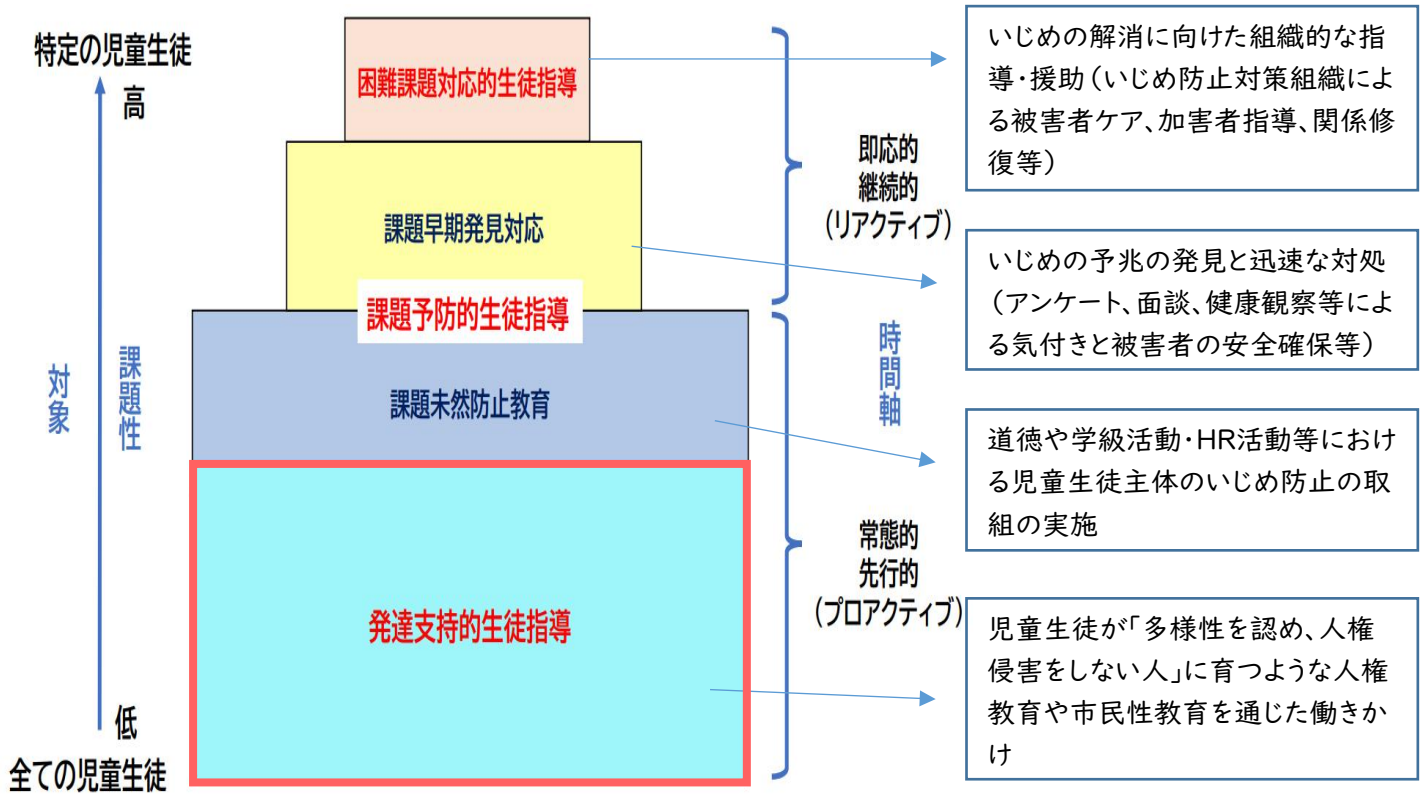 特定の児童生徒
高
対象
課題性
低
全ての児童生徒
困難課題対応的生徒指導
課題早期発見対応
課題予防的生徒指導
課題未然防止教育
発達支持的生徒指導
即応的
継続的
(リアクティブ)
時間軸
常態的
先行的
(プロアクティブ)
いじめの解消に向けた組織的な指
導・援助(いじめ防止対策組織によ
る被害者ケア、加害者指導、関係修
復等)
いじめの予兆の発見と迅速な対処
(アンケート、面談、健康観察等によ
る気付きと被害者の安全確保等)
道徳や学級活動・HR活動等におけ
る児童生徒主体のいじめ防止の取
組の実施
児童生徒が「多様性を認め、人権
侵害をしない人」に育つような人権
教育や市民性教育を通じた働きか
け